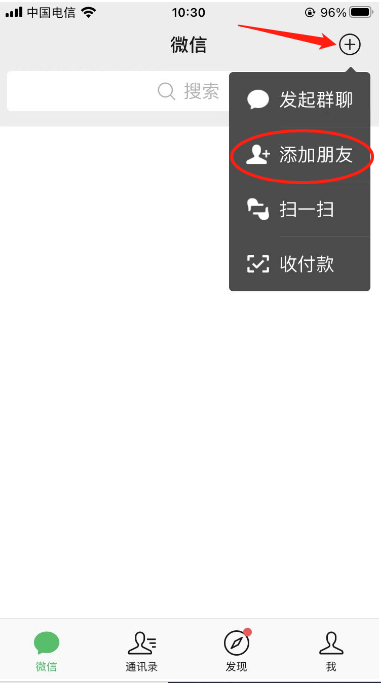 中国电信 10:30 96%
微信
搜索
发起群聊
添加朋友
扫一扫
收付款
微信 通讯录 发现 我